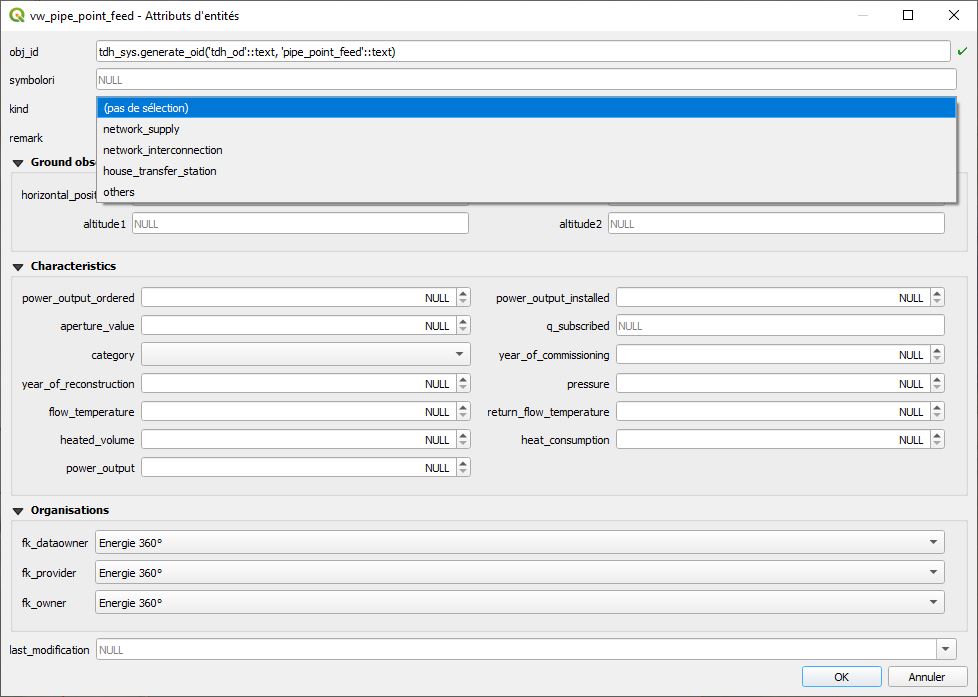 vw_pipe_point_feed - Attributs d'entités
obj_id tdh_sys.generate_oid('tdh_od'::text, 'pipe_point_feed'::text)
symbolori NULL
kind (pas de sélection)
network_supply
remark
network_interconnection
Ground obs
house_transfer_station
horizontal_posit
others
altitude1 NULL altitude2 NULL
Characteristics
power_output_ordered NULL power_output_installed NULL
aperture_value NULL q_subscribed NULL
category year_of_commissioning NULL
year_of_reconstruction NULL pressure NULL
flow_temperature NULL return_flow_temperature NULL
heated_volume NULL heat_consumption NULL
power_output NULL
Organisations
fk_dataowner Energie 360°
fk_provider Energie 360°
fk_owner Energie 360°
last_modification NULL
OK Annuler